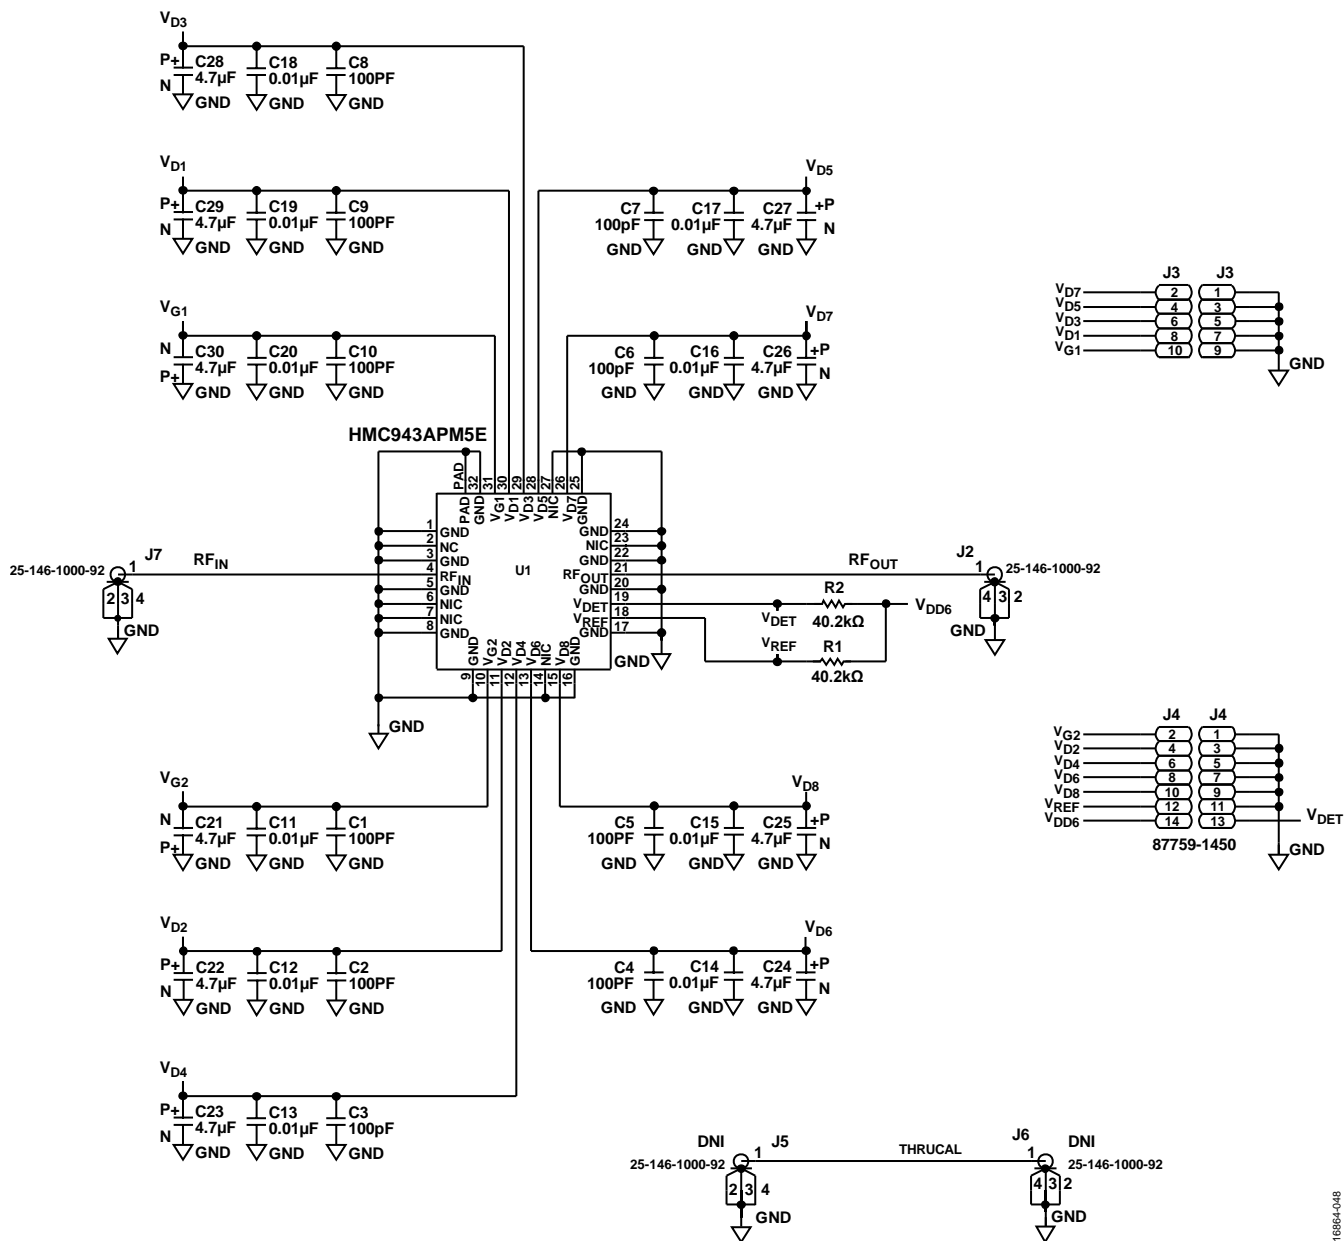 VD3
P+ C28 C18 C8
4.7µF 0.01µF 100PF
N GND GND GND
VD1
P+ C29 C19 C9
4.7µF 0.01µF 100PF
N GND GND GND
VD5
C7 C17 C27 +P
100pF 0.01µF 4.7µF N
GND GND GND
VG1
N C30 C20 C10
4.7µF 0.01µF 100PF
P+ GND GND GND
VD7
C6 C16 C26 +P
100pF 0.01µF 4.7µF N
GND GND GND
J3 J3
VD7 2 1
VD5 4 3
VD3 6 5
VD1 8 7
VG1 10 9
GND
HMC943APM5E
PAD 32 31 30 29 28 27 26 25
PAD GND VG1 VD1 VD3 VD5 NIC VD7 GND
1 GND
2 NC
3 GND
4 RFIN
5 GND
6 NIC
7 NIC
8 GND
U1
GND 24
NIC 23
GND 22
RFOUT 21
GND 20
VDET 19
VREF 18
GND 17
GND VG2 VD2 VD4 VD6 NIC VD8 GND
9 10 11 12 13 14 15 16
J7
25-146-1000-92 1 RFIN
2 3 4
GND
RFOUT J2
1 25-146-1000-92
4 3 2
GND
R2
VDET 40.2kΩ VDD6
VREF R1
40.2kΩ
GND
GND
VG2
N C21 C11 C1
4.7µF 0.01µF 100PF
P+ GND GND GND
VD8
C5 C15 C25 +P
100PF 0.01µF 4.7µF N
GND GND GND
J4 J4
VG2 2 1
VD2 4 3
VD4 6 5
VD6 8 7
VD8 10 9
VREF 12 11
VDD6 14 13 VDET
87759-1450 GND
VD2
P+ C22 C12 C2
4.7µF 0.01µF 100PF
N GND GND GND
VD6
C4 C14 C24 +P
100PF 0.01µF 4.7µF N
GND GND GND
VD4
P+ C23 C13 C3
4.7µF 0.01µF 100pF
N GND GND GND
DNI J5
25-146-1000-92 1
2 3 4
GND
THRUCAL
J6 DNI
1 25-146-1000-92
4 3 2
GND
16864-048